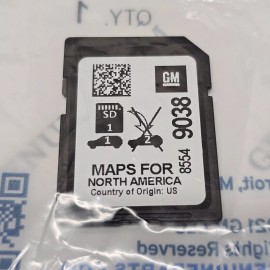 QTY.
GM
SD
1
1 2
8554 9038
MAPS FOR
NORTH AMERICA
Country of Origin: US